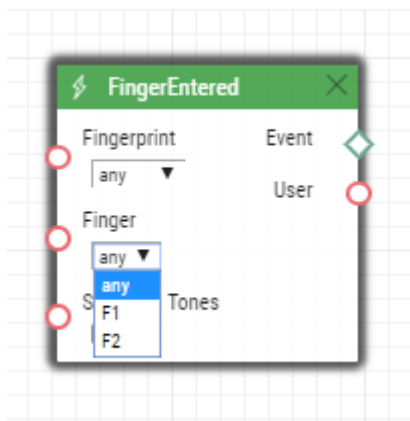 FingerEntered
Fingerprint Event
any
User
Finger
any
any
S Tones
F1
F2